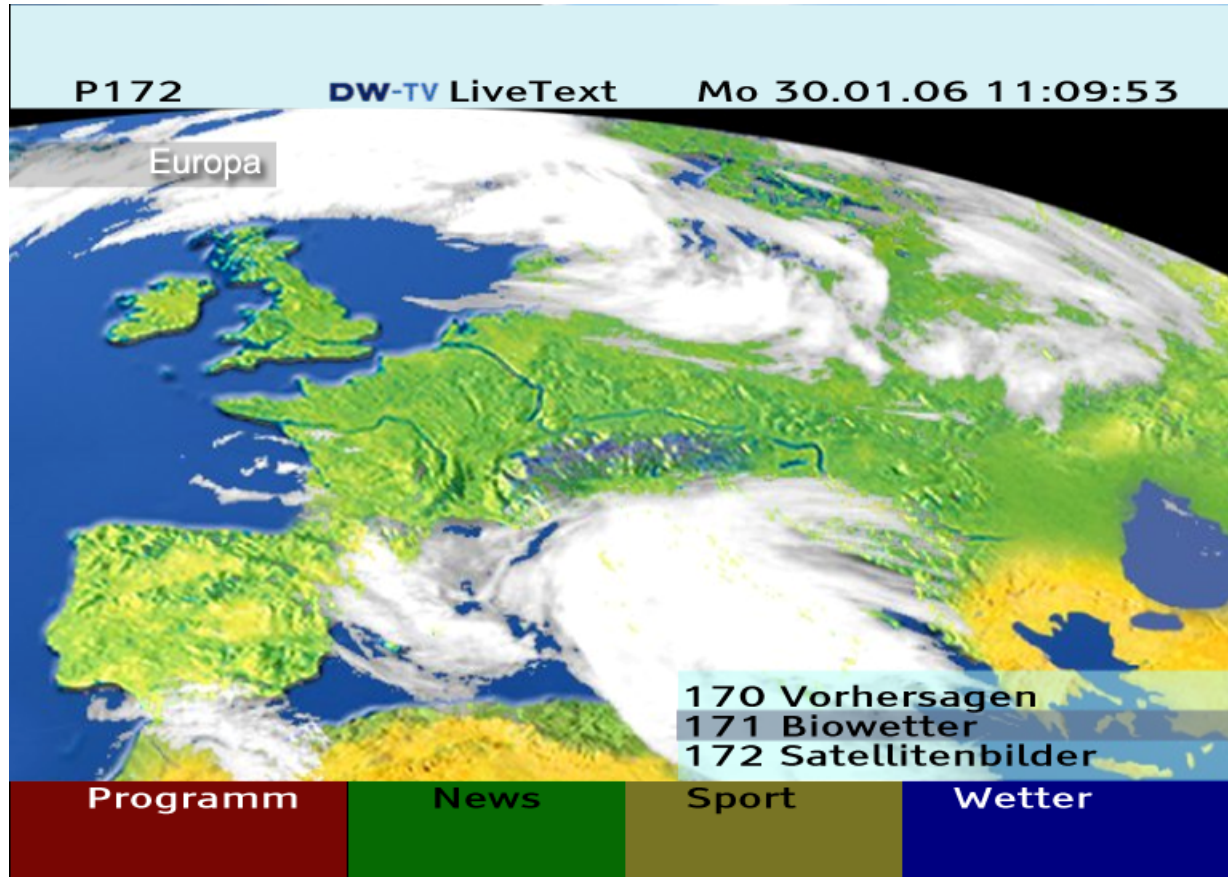 P172 DW-TV LiveText Mo 30.01.06 11:09:53
Europa
170 Vorhersagen
171 Biowetter
172 Satellitenbilder
Programm News Sport Wetter